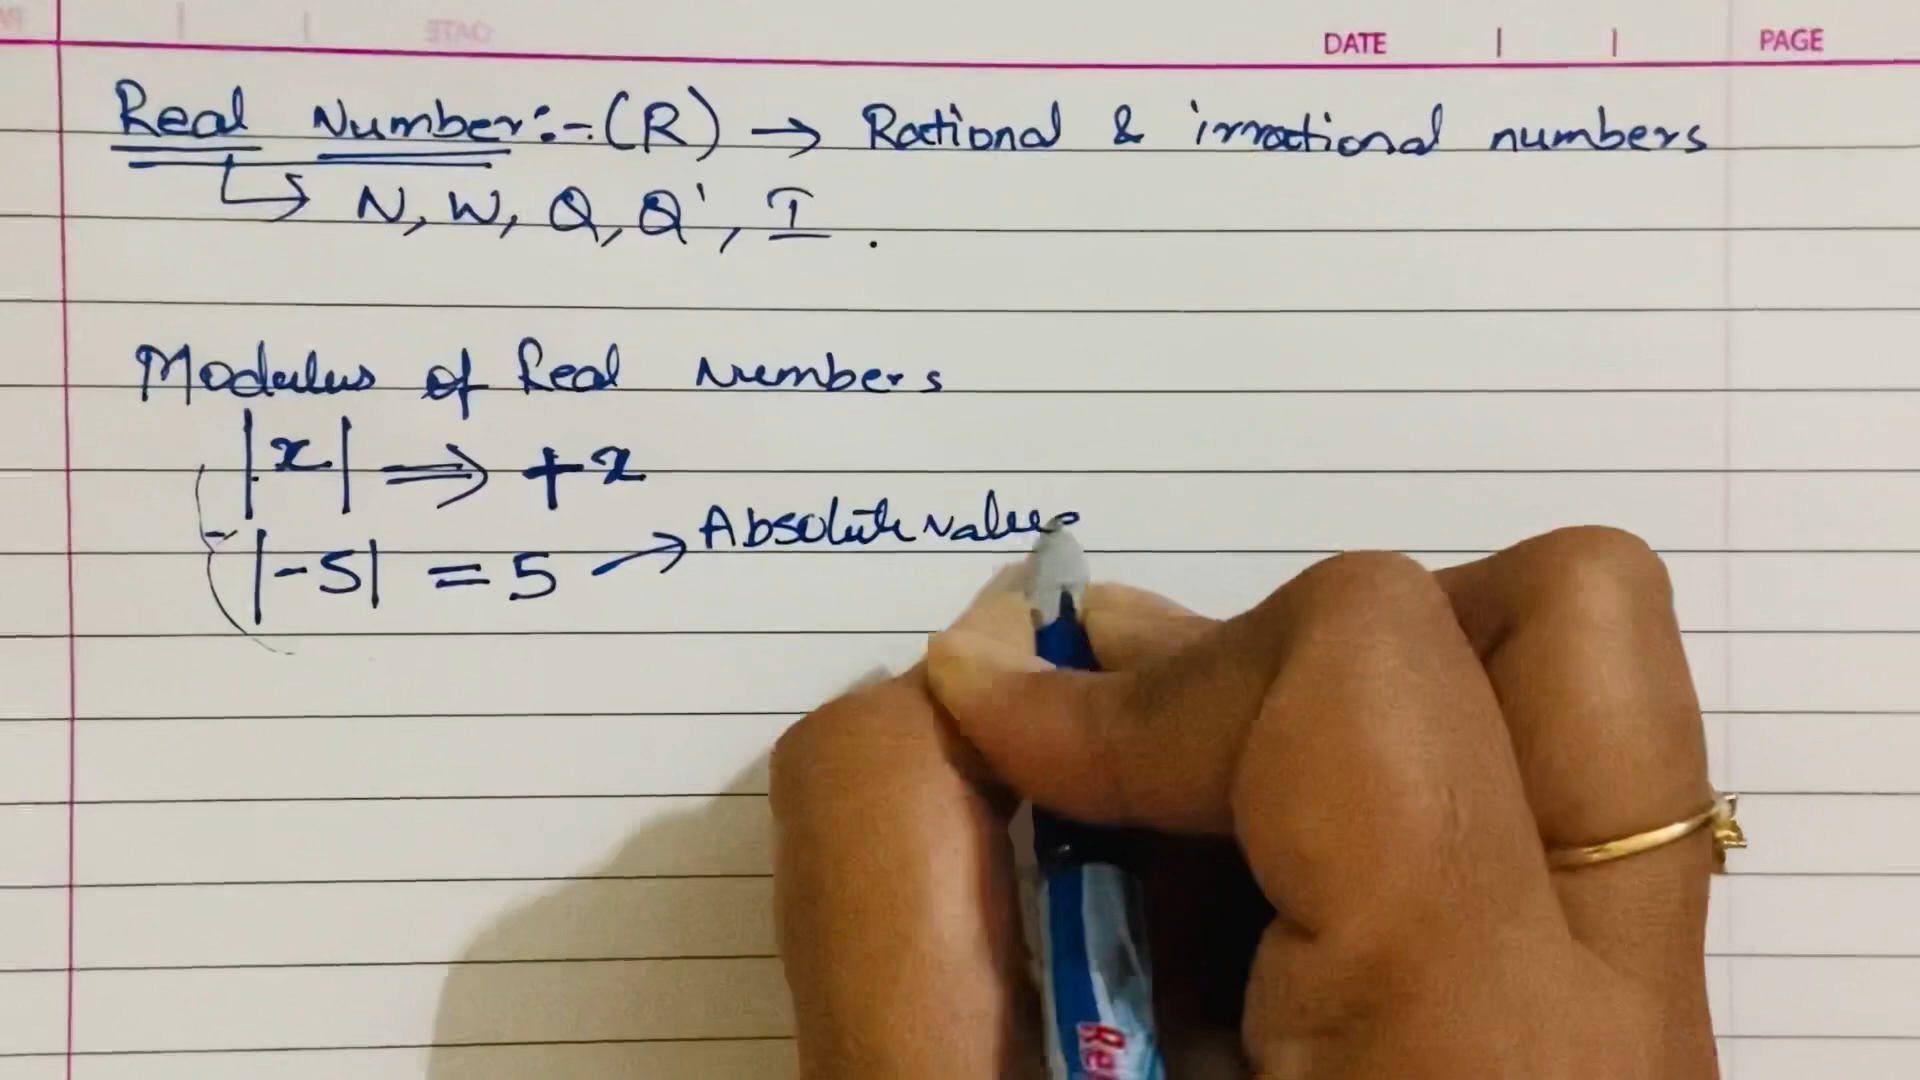 DATE PAGE
Real Number:-(R) → Rational & irrational numbers
↳ N, W, Q, Q', I.
Modulus of Real Numbers
|x| ⟹ +x
|-5| = 5 → Absolute value